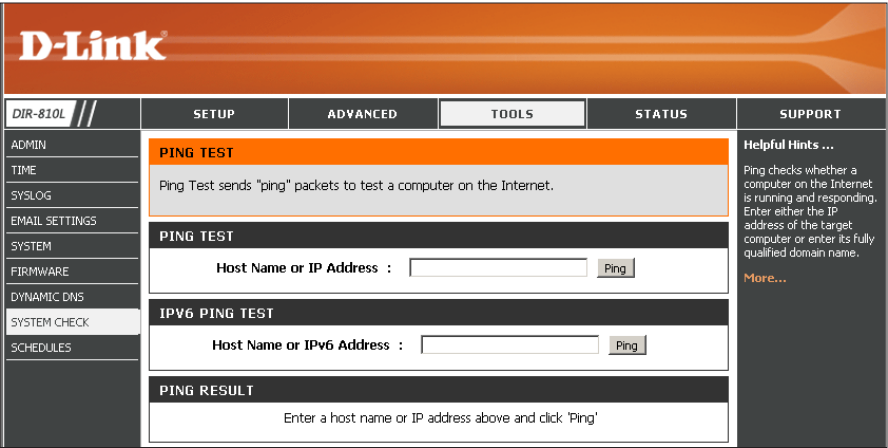 D-Link
DIR-810L
SETUP
ADVANCED
TOOLS
STATUS
SUPPORT
ADMIN
TIME
SYSLOG
EMAIL SETTINGS
SYSTEM
FIRMWARE
DYNAMIC DNS
SYSTEM CHECK
SCHEDULES
PING TEST
Ping Test sends "ping" packets to test a computer on the Internet.
PING TEST
Host Name or IP Address : Ping
IPV6 PING TEST
Host Name or IPv6 Address : Ping
PING RESULT
Enter a host name or IP address above and click 'Ping'
Helpful Hints ...
Ping checks whether a
computer on the Internet
is running and responding.
Enter either the IP
address of the target
computer or enter its fully
qualified domain name.
More...